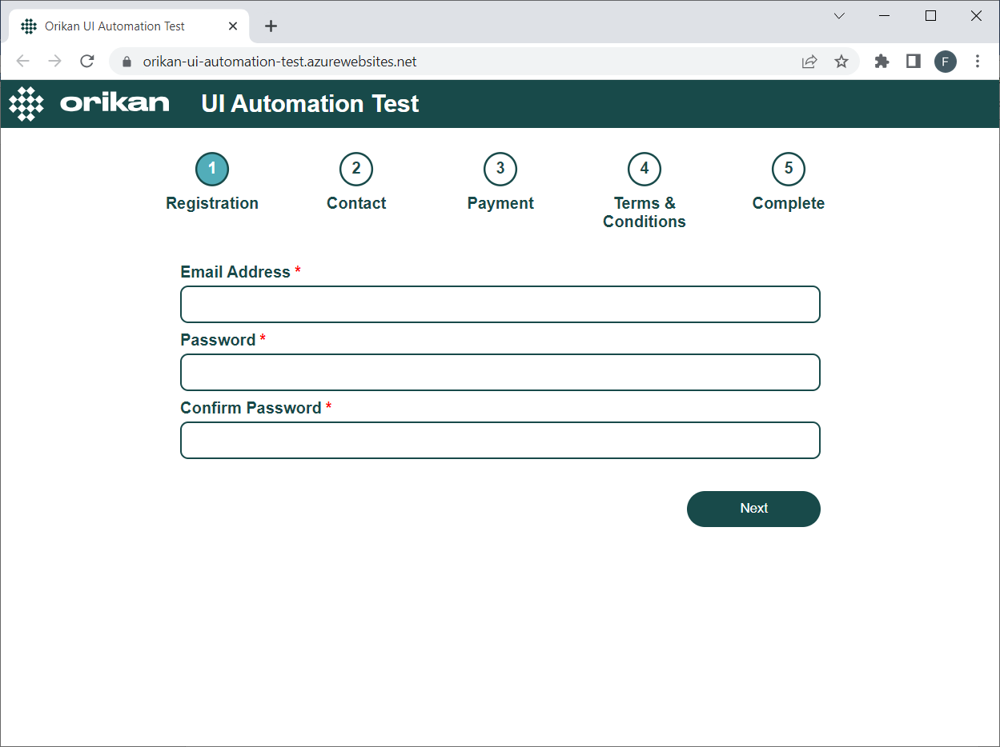 Orikan UI Automation Test
orikan-ui-automation-test.azurewebsites.net
F
orikan UI Automation Test
1 2 3 4 5
Registration Contact Payment Terms & Complete
Conditions
Email Address *
Password *
Confirm Password *
Next